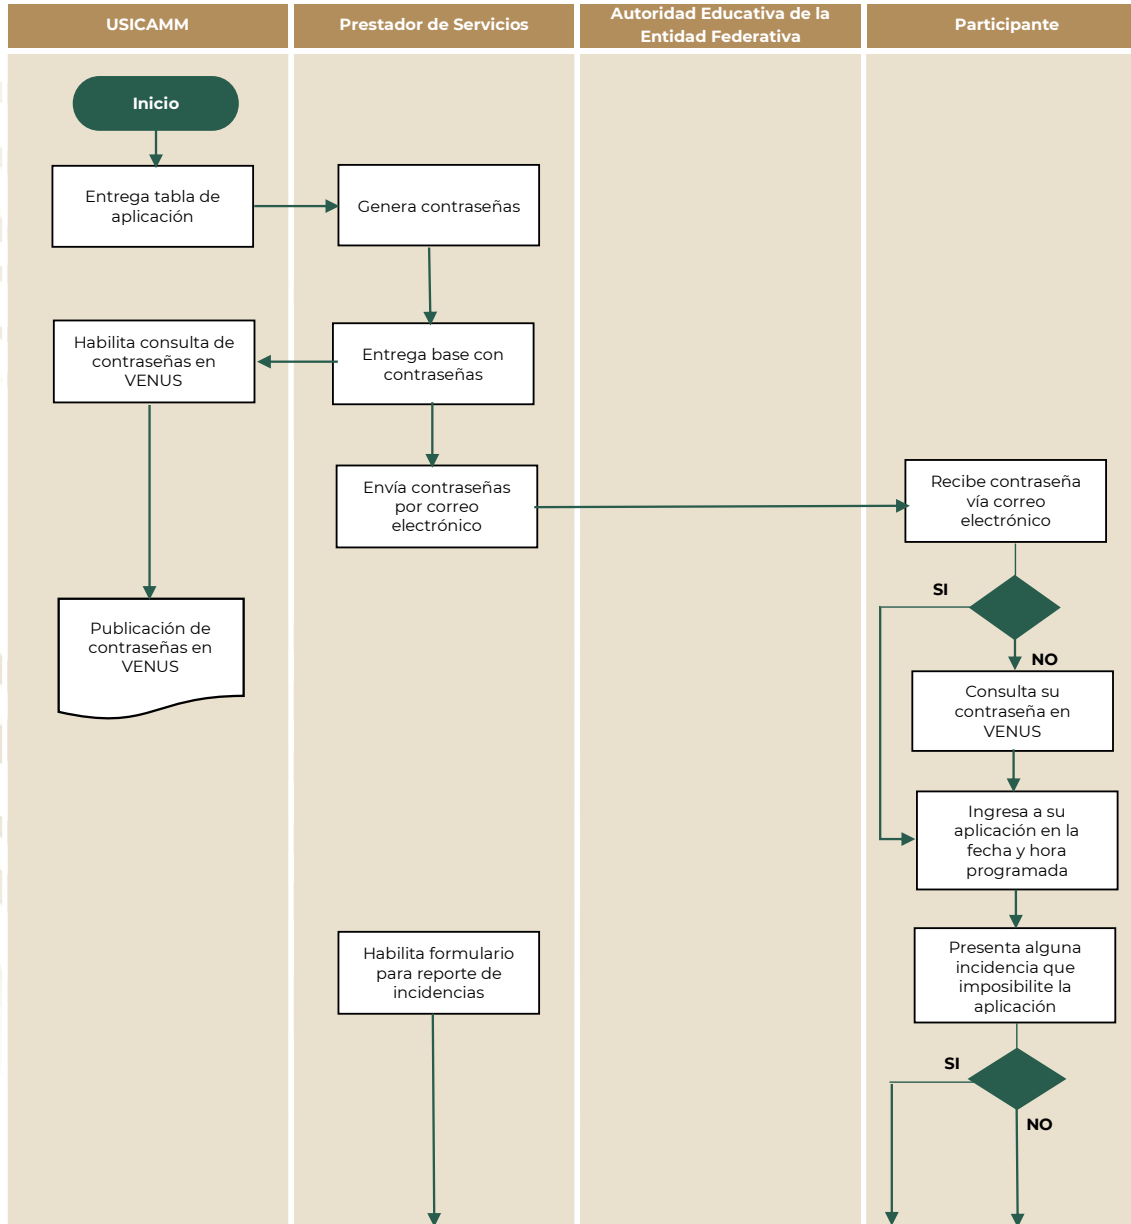 USICAMM
Prestador de Servicios
Autoridad Educativa de la
Entidad Federativa
Participante
Inicio
Entrega tabla de
aplicación
Genera contraseñas
Habilita consulta de
contraseñas en
VENUS
Entrega base con
contraseñas
Envía contraseñas
por correo
electrónico
Recibe contraseña
vía correo
electrónico
SI
NO
Publicación de
contraseñas en
VENUS
Consulta su
contraseña en
VENUS
Ingresa a su
aplicación en la
fecha y hora
programada
Habilita formulario
para reporte de
incidencias
Presenta alguna
incidencia que
imposibilite la
aplicación
SI
NO